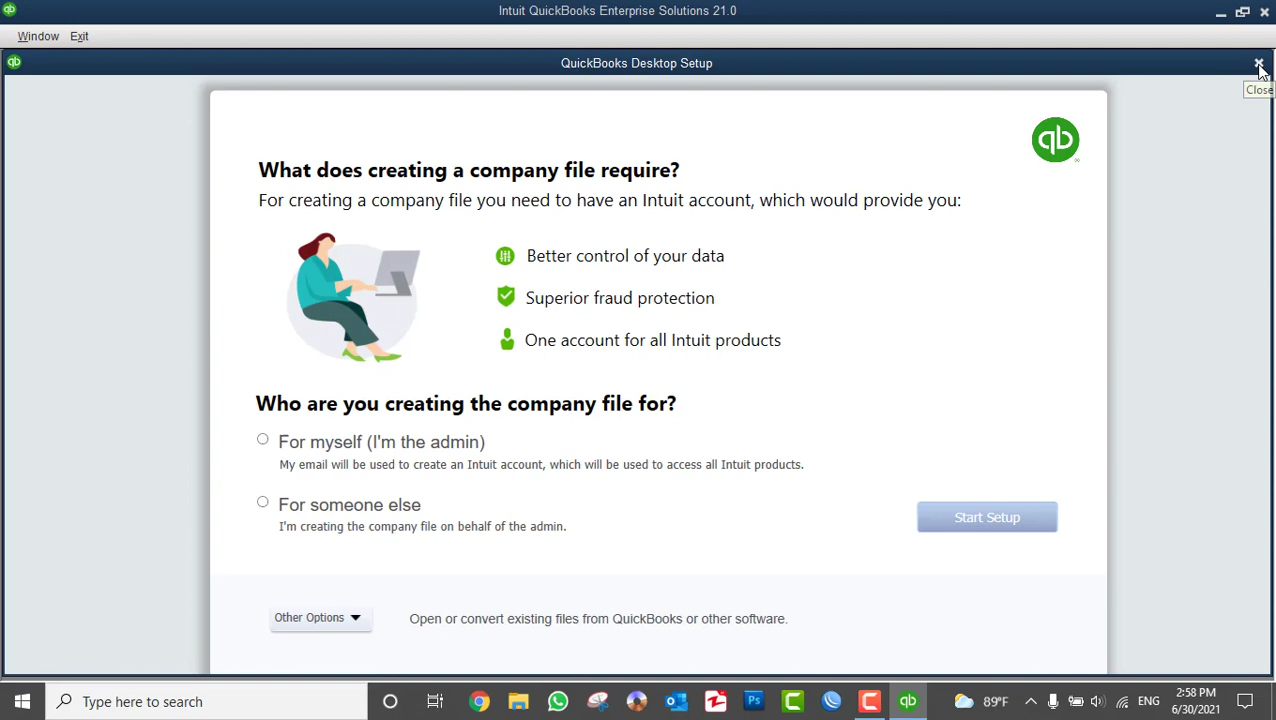 Intuit QuickBooks Enterprise Solutions 21.0
Window Exit
QuickBooks Desktop Setup
Close
qb
What does creating a company file require?
For creating a company file you need to have an Intuit account, which would provide you:
Better control of your data
Superior fraud protection
One account for all Intuit products
Who are you creating the company file for?
For myself (I'm the admin)
My email will be used to create an Intuit account, which will be used to access all Intuit products.
For someone else
I'm creating the company file on behalf of the admin.
Start Setup
Other Options
Open or convert existing files from QuickBooks or other software.
Type here to search
Ps
qb
89°F
ENG
2:58 PM
6/30/2021